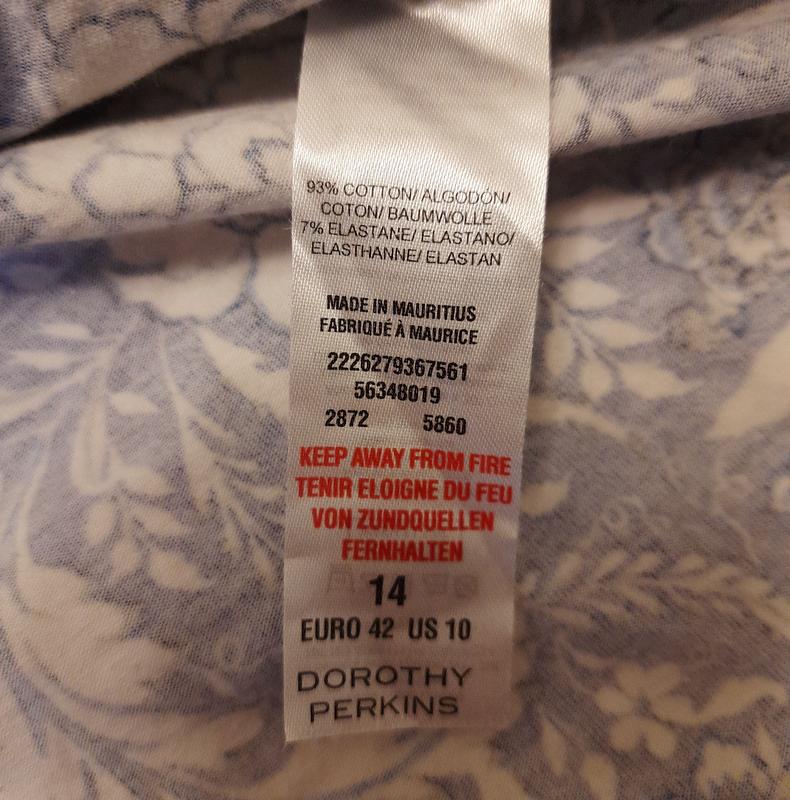 93% COTTON/ ALGODÓN/
COTON/ BAUMWOLLE
7% ELASTANE/ ELASTANO/
ELASTHANNE/ ELASTAN
MADE IN MAURITIUS
FABRIQUÉ À MAURICE
2226279367561
56348019
2872 5860
KEEP AWAY FROM FIRE
TENIR ELOIGNE DU FEU
VON ZUNDQUELLEN
FERNHALTEN
14
EURO 42 US 10
DOROTHY
PERKINS